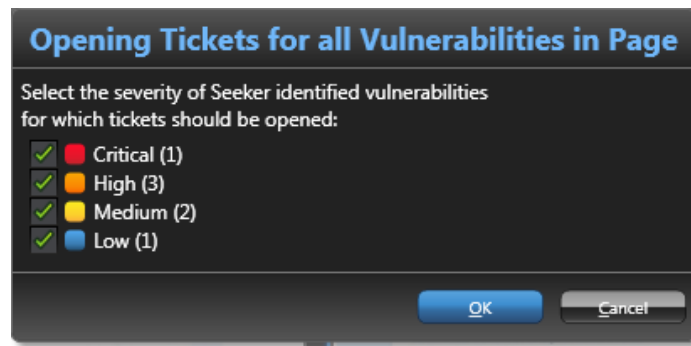 Opening Tickets for all Vulnerabilities in Page
Select the severity of Seeker identified vulnerabilities
for which tickets should be opened:
Critical (1)
High (3)
Medium (2)
Low (1)
OK
Cancel